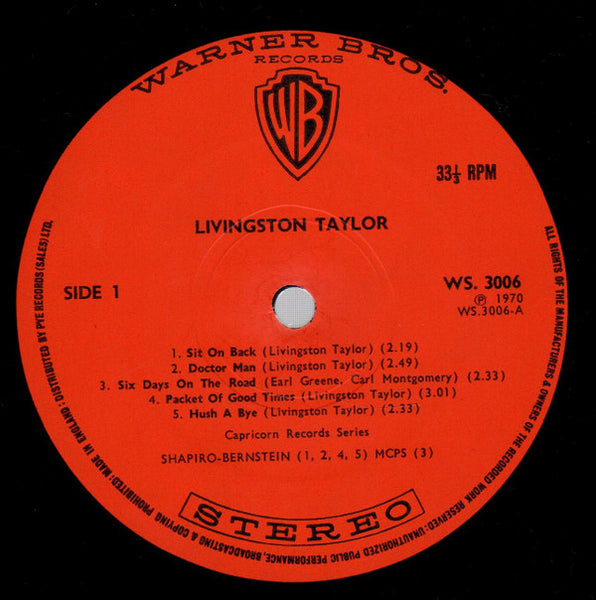 WARNER BROS.
RECORDS
WB
33⅓ RPM
LIVINGSTON TAYLOR
SIDE 1
WS. 3006
℗ 1970
WS.3006-A
1. Sit On Back (Livingston Taylor) (2.19)
2. Doctor Man (Livingston Taylor) (2.49)
3. Six Days On The Road (Earl Greene, Carl Montgomery) (2.33)
4. Packet Of Good Times (Livingston Taylor) (3.01)
5. Hush A Bye (Livingston Taylor) (2.33)
Capricorn Records Series
SHAPIRO-BERNSTEIN (1, 2, 4, 5) MCPS (3)
STEREO
ALL RIGHTS OF THE MANUFACTURERS & OWNERS OF THE RECORDED WORK RESERVED: UNAUTHORIZED PUBLIC PERFORMANCE, BROADCASTING & COPYING PROHIBITED: MADE IN ENGLAND: DISTRIBUTED BY PYE RECORDS (SALES) LTD.